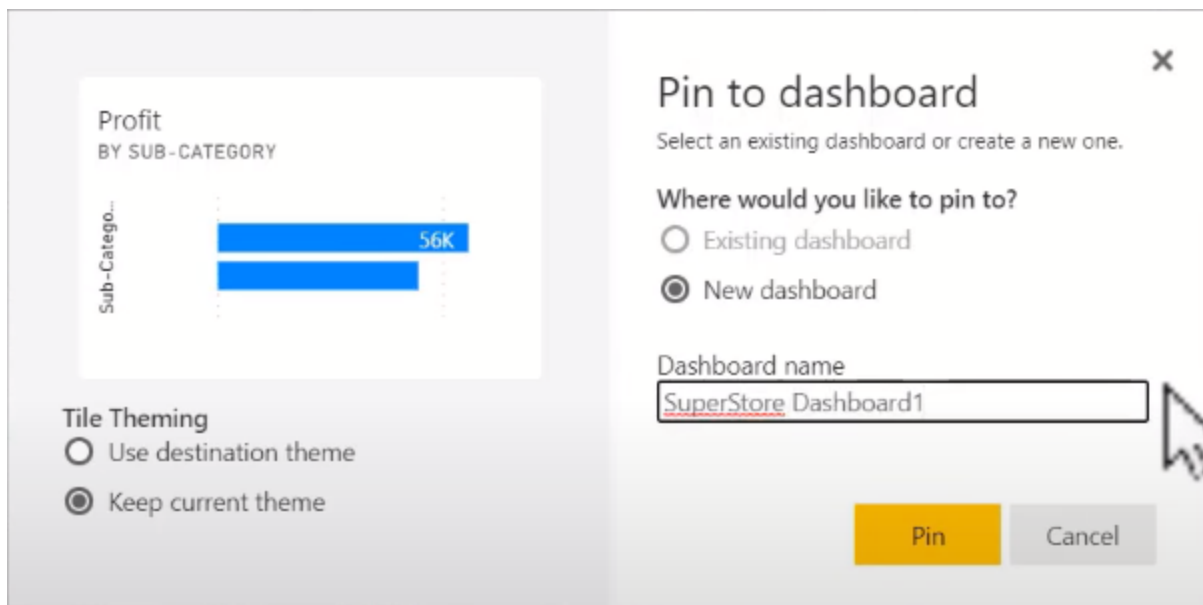 Profit
BY SUB-CATEGORY
Sub-Catego...
56K
Tile Theming
Use destination theme
Keep current theme
Pin to dashboard
Select an existing dashboard or create a new one.
Where would you like to pin to?
Existing dashboard
New dashboard
Dashboard name
SuperStore Dashboard1
Pin
Cancel